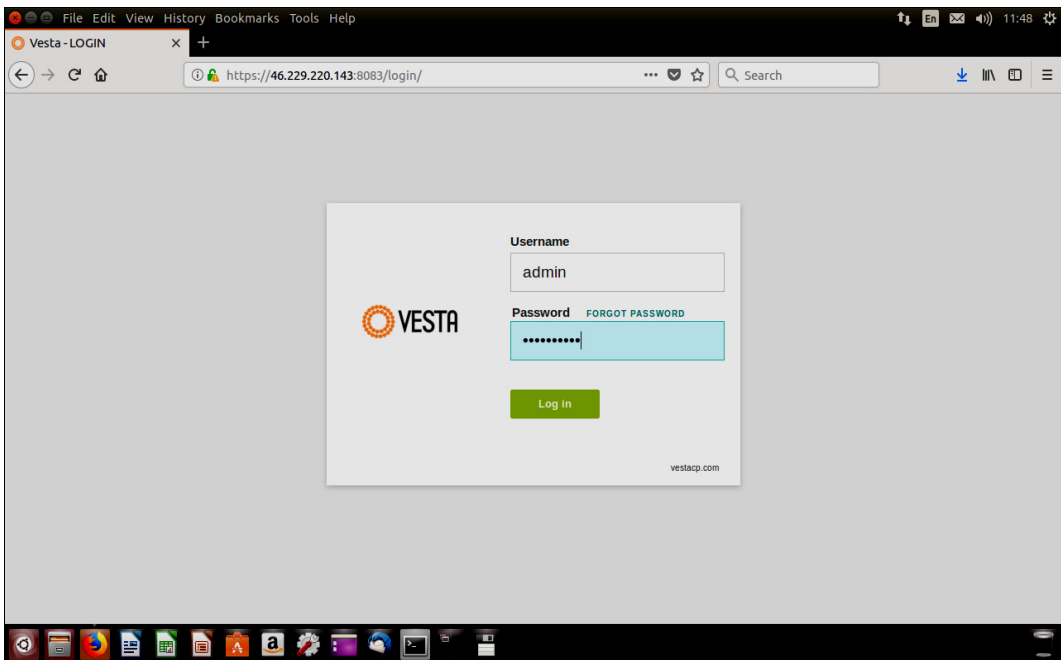 File Edit View History Bookmarks Tools Help En 11:48
Vesta - LOGIN
https://46.229.220.143:8083/login/ Search
Username
admin
Password FORGOT PASSWORD
••••••••••
VESTA
Log in
vestacp.com